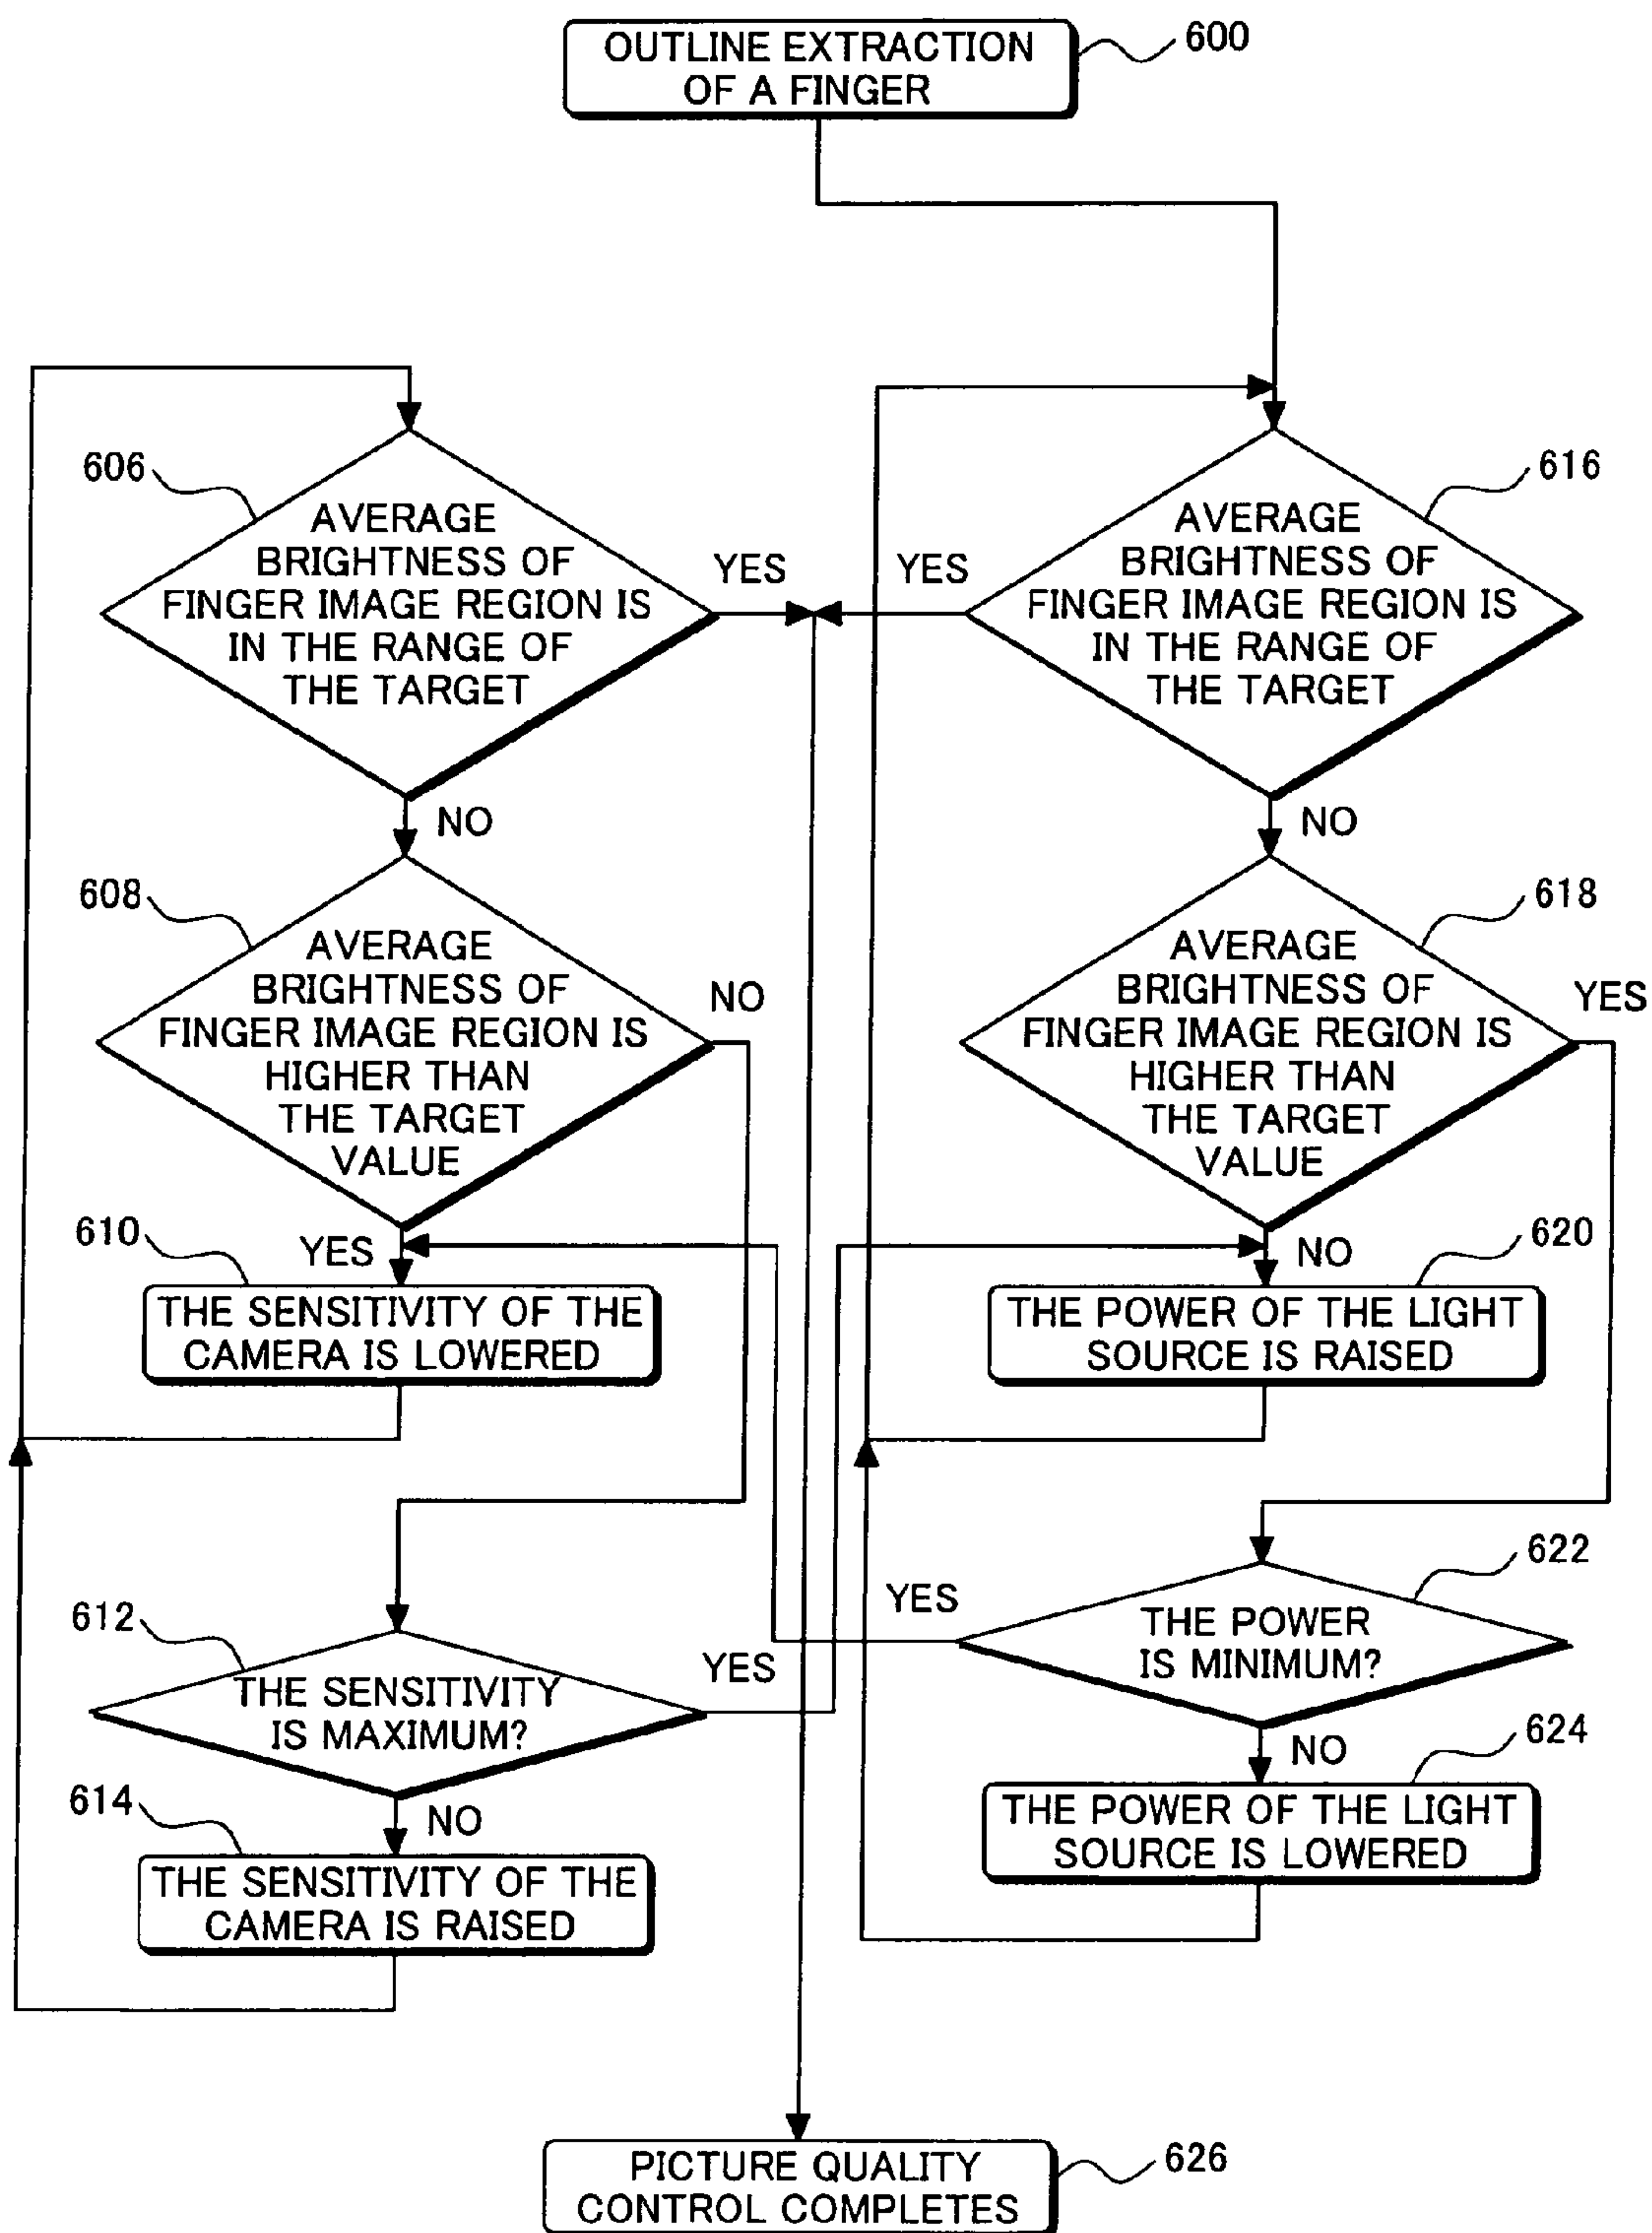 OUTLINE EXTRACTION
OF A FINGER
600
606
AVERAGE
BRIGHTNESS OF
FINGER IMAGE REGION IS
IN THE RANGE OF
THE TARGET
YES
NO
616
AVERAGE
BRIGHTNESS OF
FINGER IMAGE REGION IS
IN THE RANGE OF
THE TARGET
YES
NO
608
AVERAGE
BRIGHTNESS OF
FINGER IMAGE REGION IS
HIGHER THAN
THE TARGET
VALUE
NO
YES
618
AVERAGE
BRIGHTNESS OF
FINGER IMAGE REGION IS
HIGHER THAN
THE TARGET
VALUE
YES
NO
610
THE SENSITIVITY OF THE
CAMERA IS LOWERED
620
THE POWER OF THE LIGHT
SOURCE IS RAISED
612
THE SENSITIVITY
IS MAXIMUM?
YES
NO
622
THE POWER
IS MINIMUM?
YES
NO
614
THE SENSITIVITY OF THE
CAMERA IS RAISED
624
THE POWER OF THE LIGHT
SOURCE IS LOWERED
PICTURE QUALITY
CONTROL COMPLETES
626